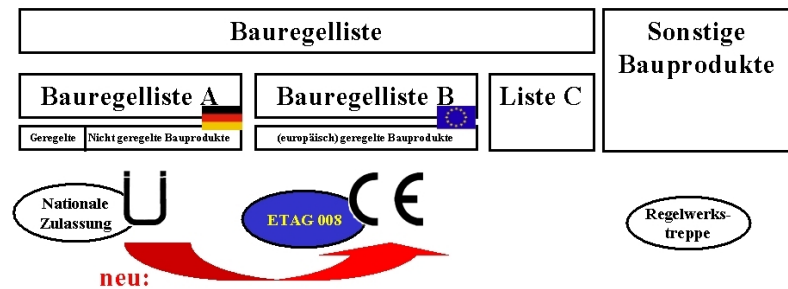 Bauregelliste
Sonstige
Bauprodukte
Bauregelliste A
Bauregelliste B
Liste C
Geregelte
Nicht geregelte Bauprodukte
(europäisch) geregelte Bauprodukte
Nationale
Zulassung
Ü
ETAG 008
CE
Regelwerks-
treppe
neu: